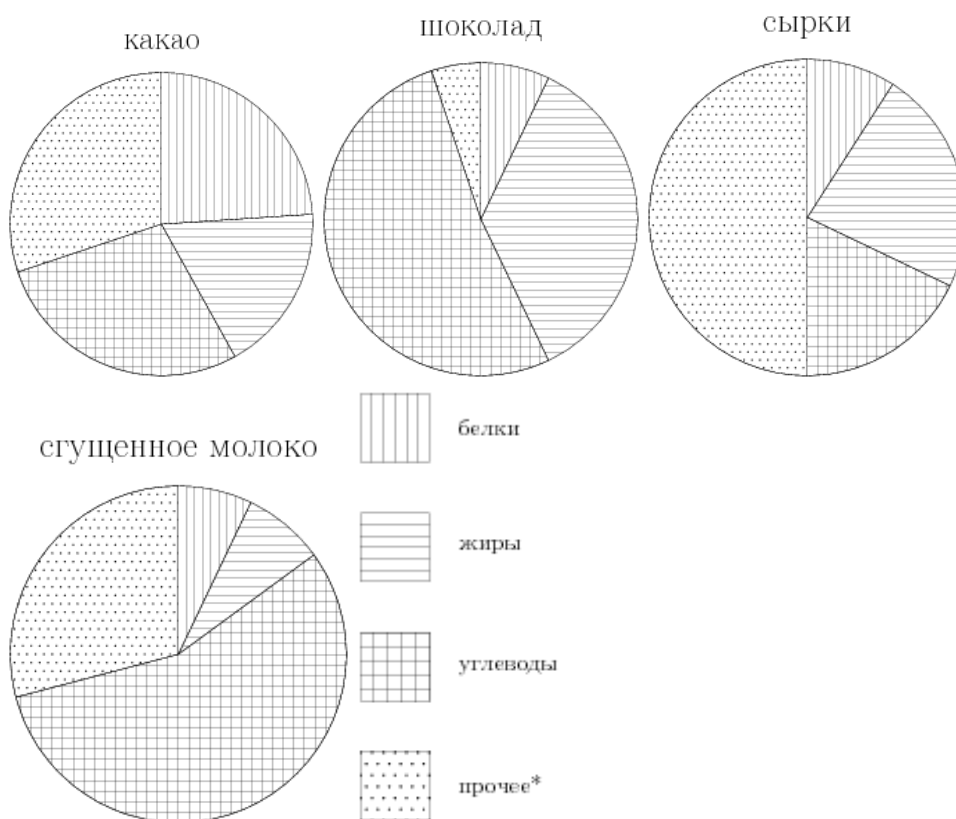 какао
шоколад
сырки
сгущенное молоко
белки
жиры
углеводы
прочее*